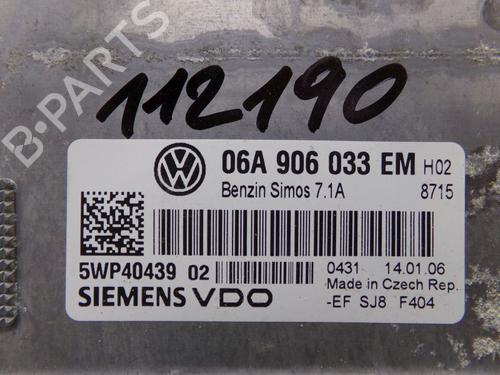 112190
B-PARTS
06A 906 033 EM H02
Benzin Simos 7.1A 8715
5WP40439 02
0431 14.01.06
Made in Czech Rep.
SIEMENS VDO
-EF SJ8 F404